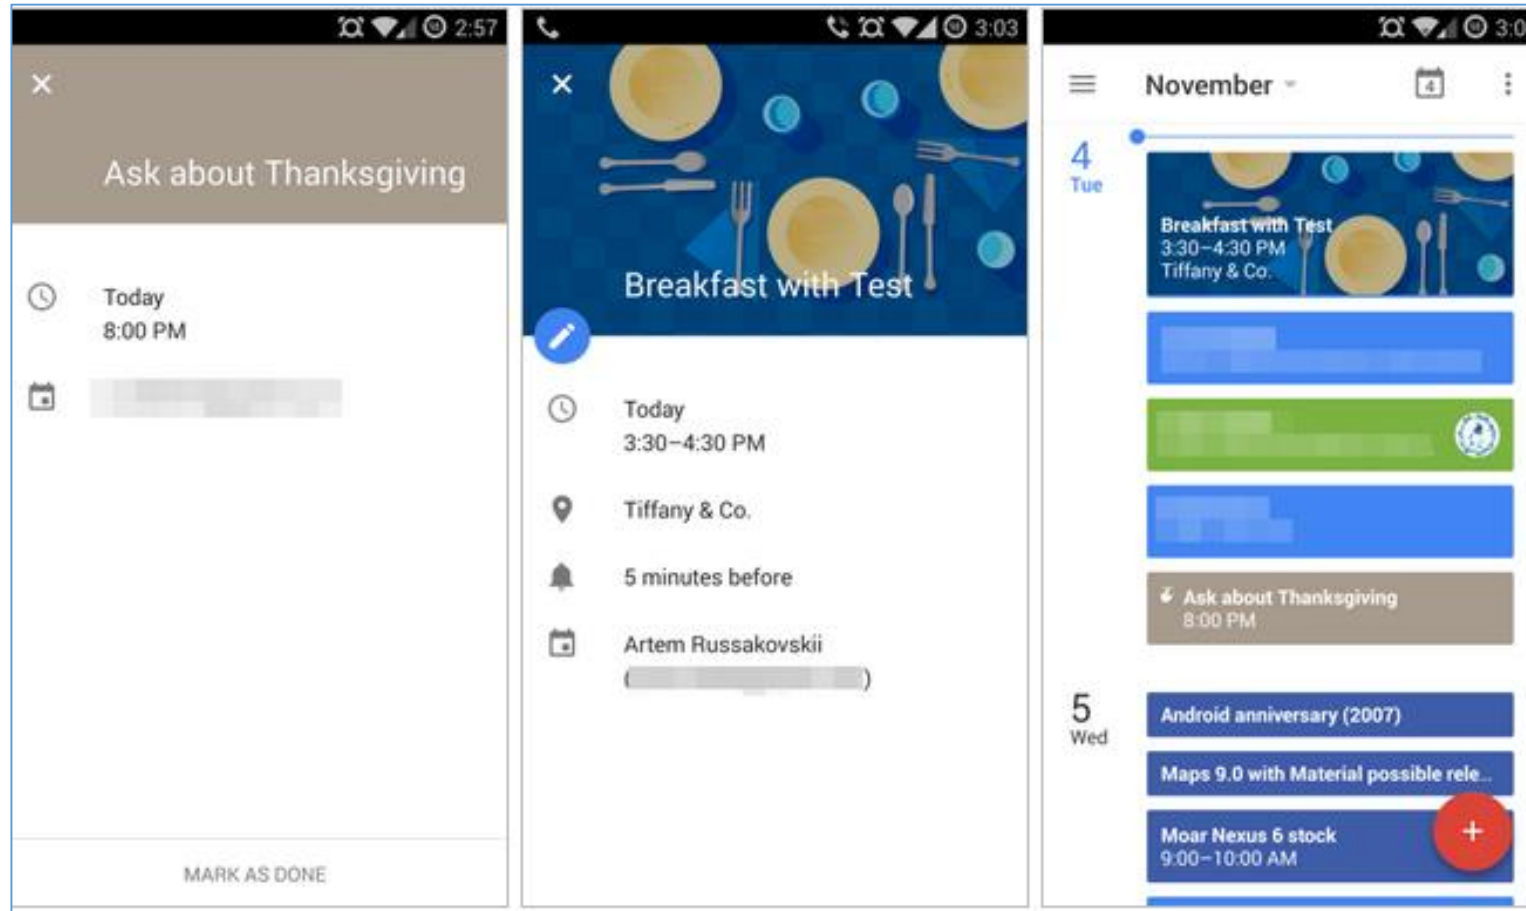 2:57
Ask about Thanksgiving
Today
8:00 PM
MARK AS DONE
3:03
Breakfast with Test
Today
3:30–4:30 PM
Tiffany & Co.
5 minutes before
Artem Russakovskii
( )
3:0
November
4
4
Tue
Breakfast with Test
3:30–4:30 PM
Tiffany & Co.
Ask about Thanksgiving
8:00 PM
5
Wed
Android anniversary (2007)
Maps 9.0 with Material possible rele...
Moar Nexus 6 stock
9:00–10:00 AM